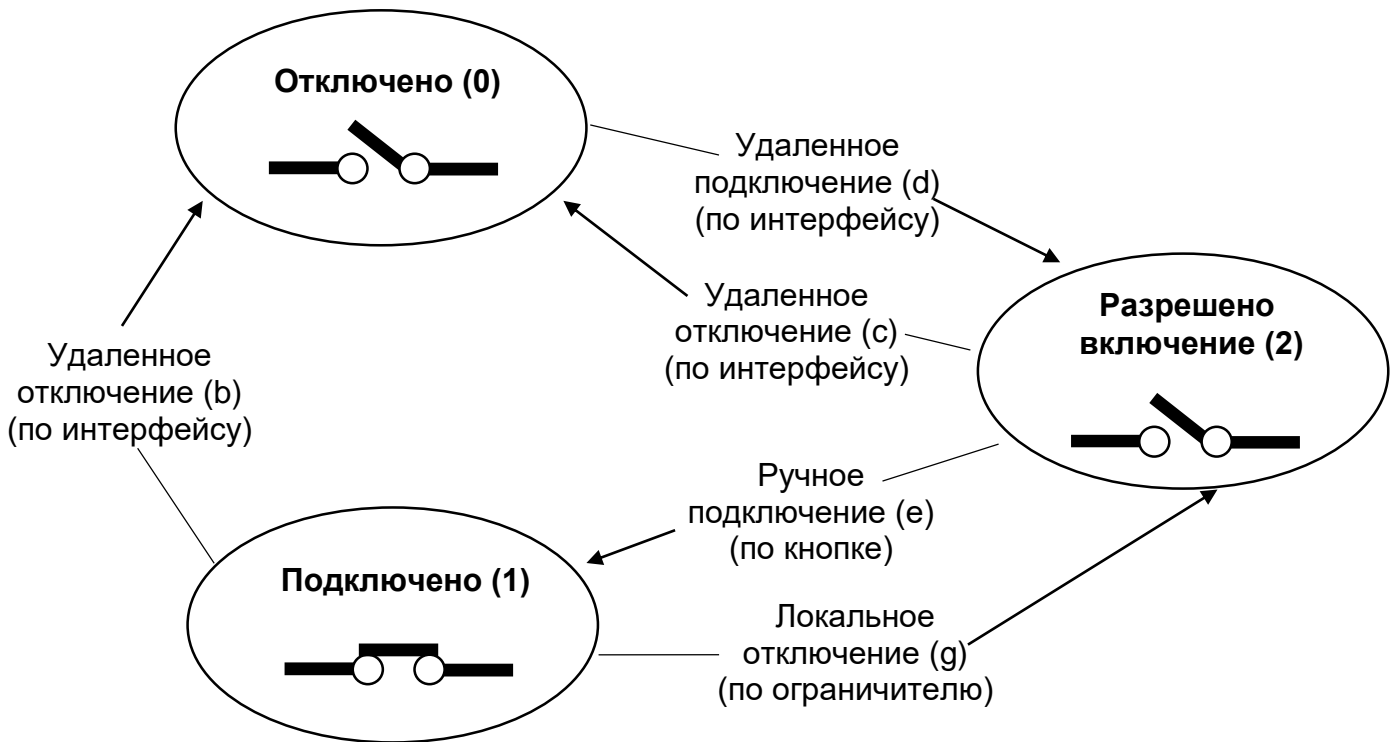 Отключено (0)
Удаленное
подключение (d)
(по интерфейсу)
Удаленное
отключение (c)
(по интерфейсу)
Разрешено
включение (2)
Удаленное
отключение (b)
(по интерфейсу)
Ручное
подключение (e)
(по кнопке)
Подключено (1)
Локальное
отключение (g)
(по ограничителю)